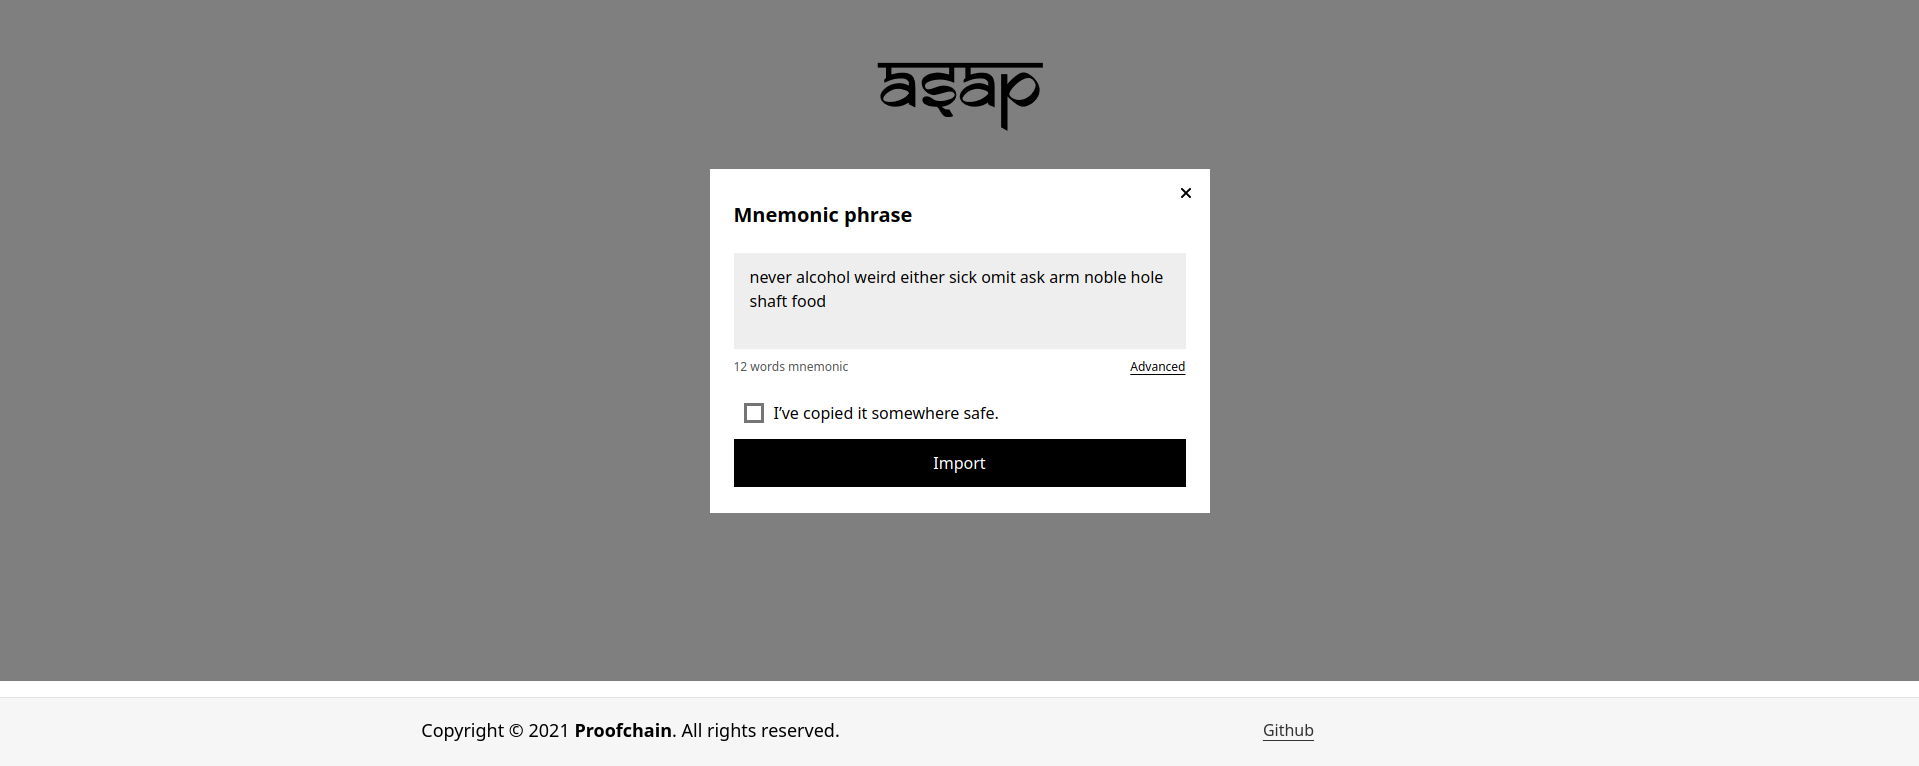 asap
Mnemonic phrase
never alcohol weird either sick omit ask arm noble hole
shaft food
12 words mnemonic
Advanced
I’ve copied it somewhere safe.
Import
Copyright © 2021 Proofchain. All rights reserved.
Github